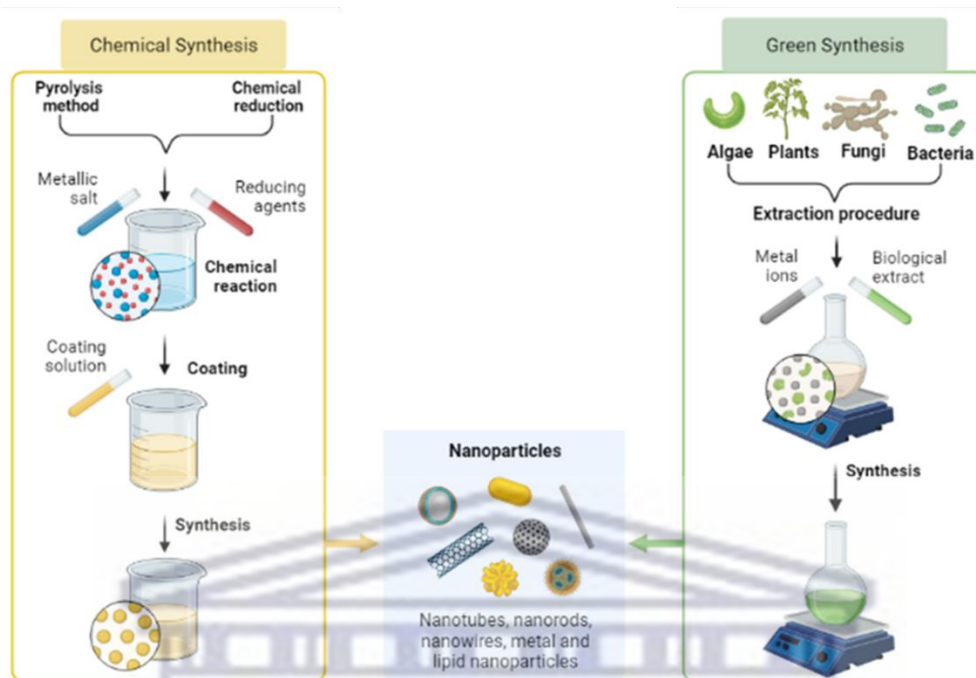 Chemical Synthesis
Pyrolysis
method
Chemical
reduction
Metallic
salt
Reducing
agents
Chemical
reaction
Coating
solution
Coating
Synthesis
Nanoparticles
Nanotubes, nanorods,
nanowires, metal and
lipid nanoparticles
Green Synthesis
Algae
Plants
Fungi
Bacteria
Extraction procedure
Metal
ions
Biological
extract
Synthesis